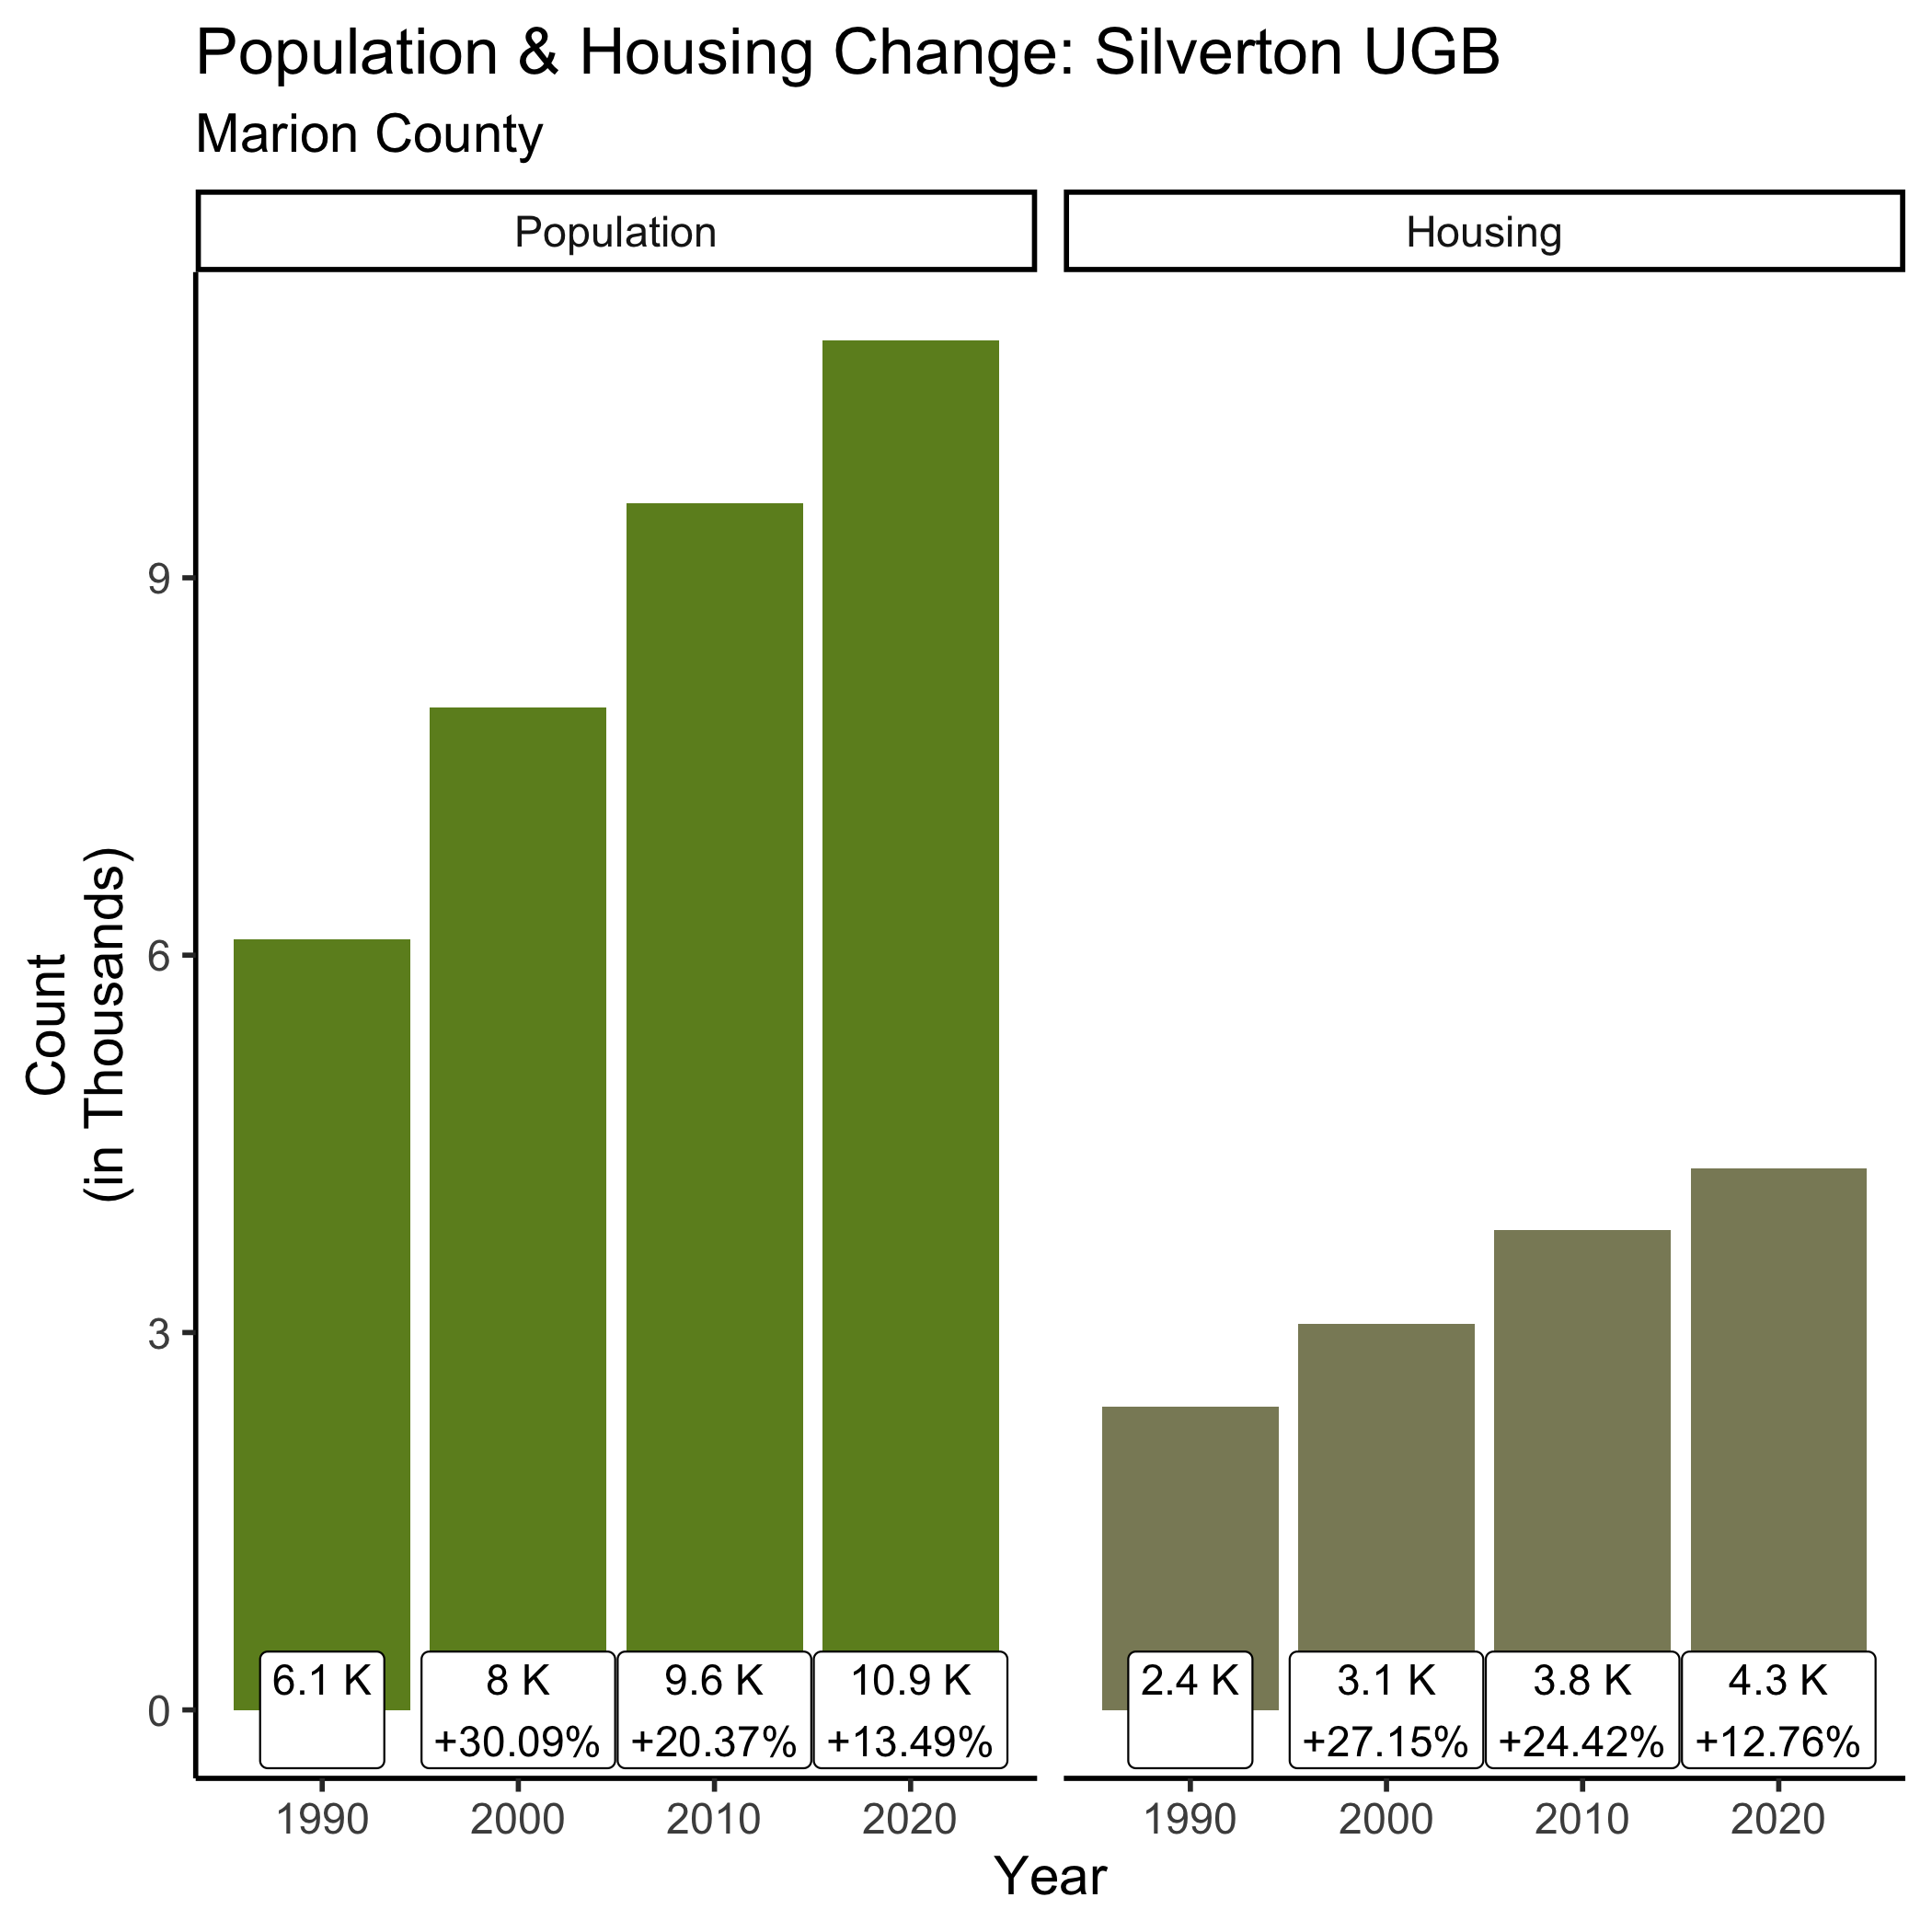 Population & Housing Change: Silverton UGB
Marion County
Population
Housing
Count
(in Thousands)
9
6
3
0
6.1 K
8 K
+30.09%
9.6 K
+20.37%
10.9 K
+13.49%
2.4 K
3.1 K
+27.15%
3.8 K
+24.42%
4.3 K
+12.76%
1990
2000
2010
2020
1990
2000
2010
2020
Year